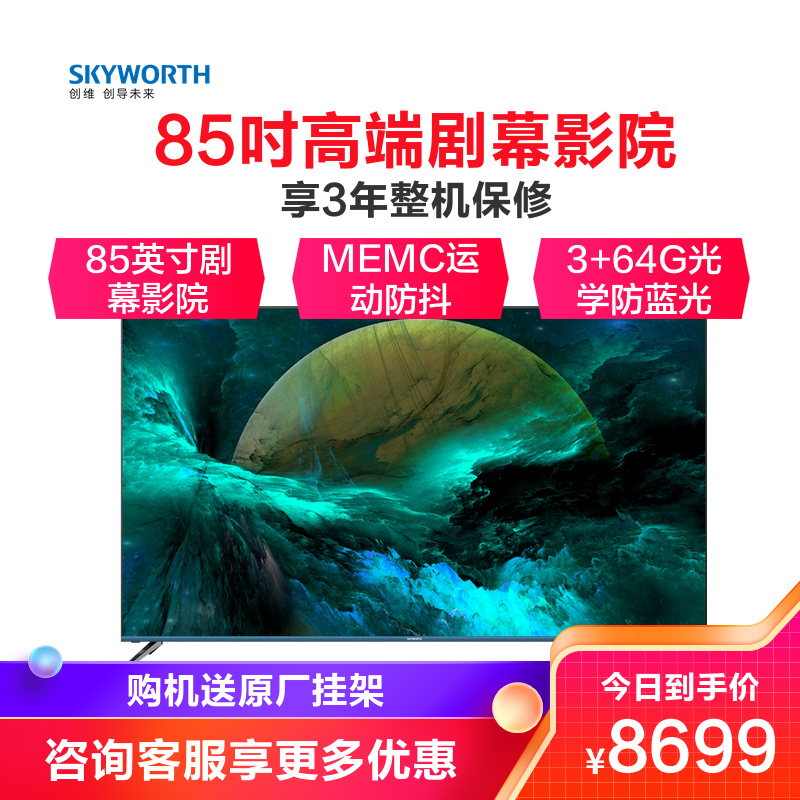 SKYWORTH
创维 创导未来
85吋高端剧幕影院
享3年整机保修
85英寸剧
幕影院
MEMC运
动防抖
3+64G光
学防蓝光
SKYWORTH
购机送原厂挂架
咨询客服享更多优惠
今日到手价
¥8699